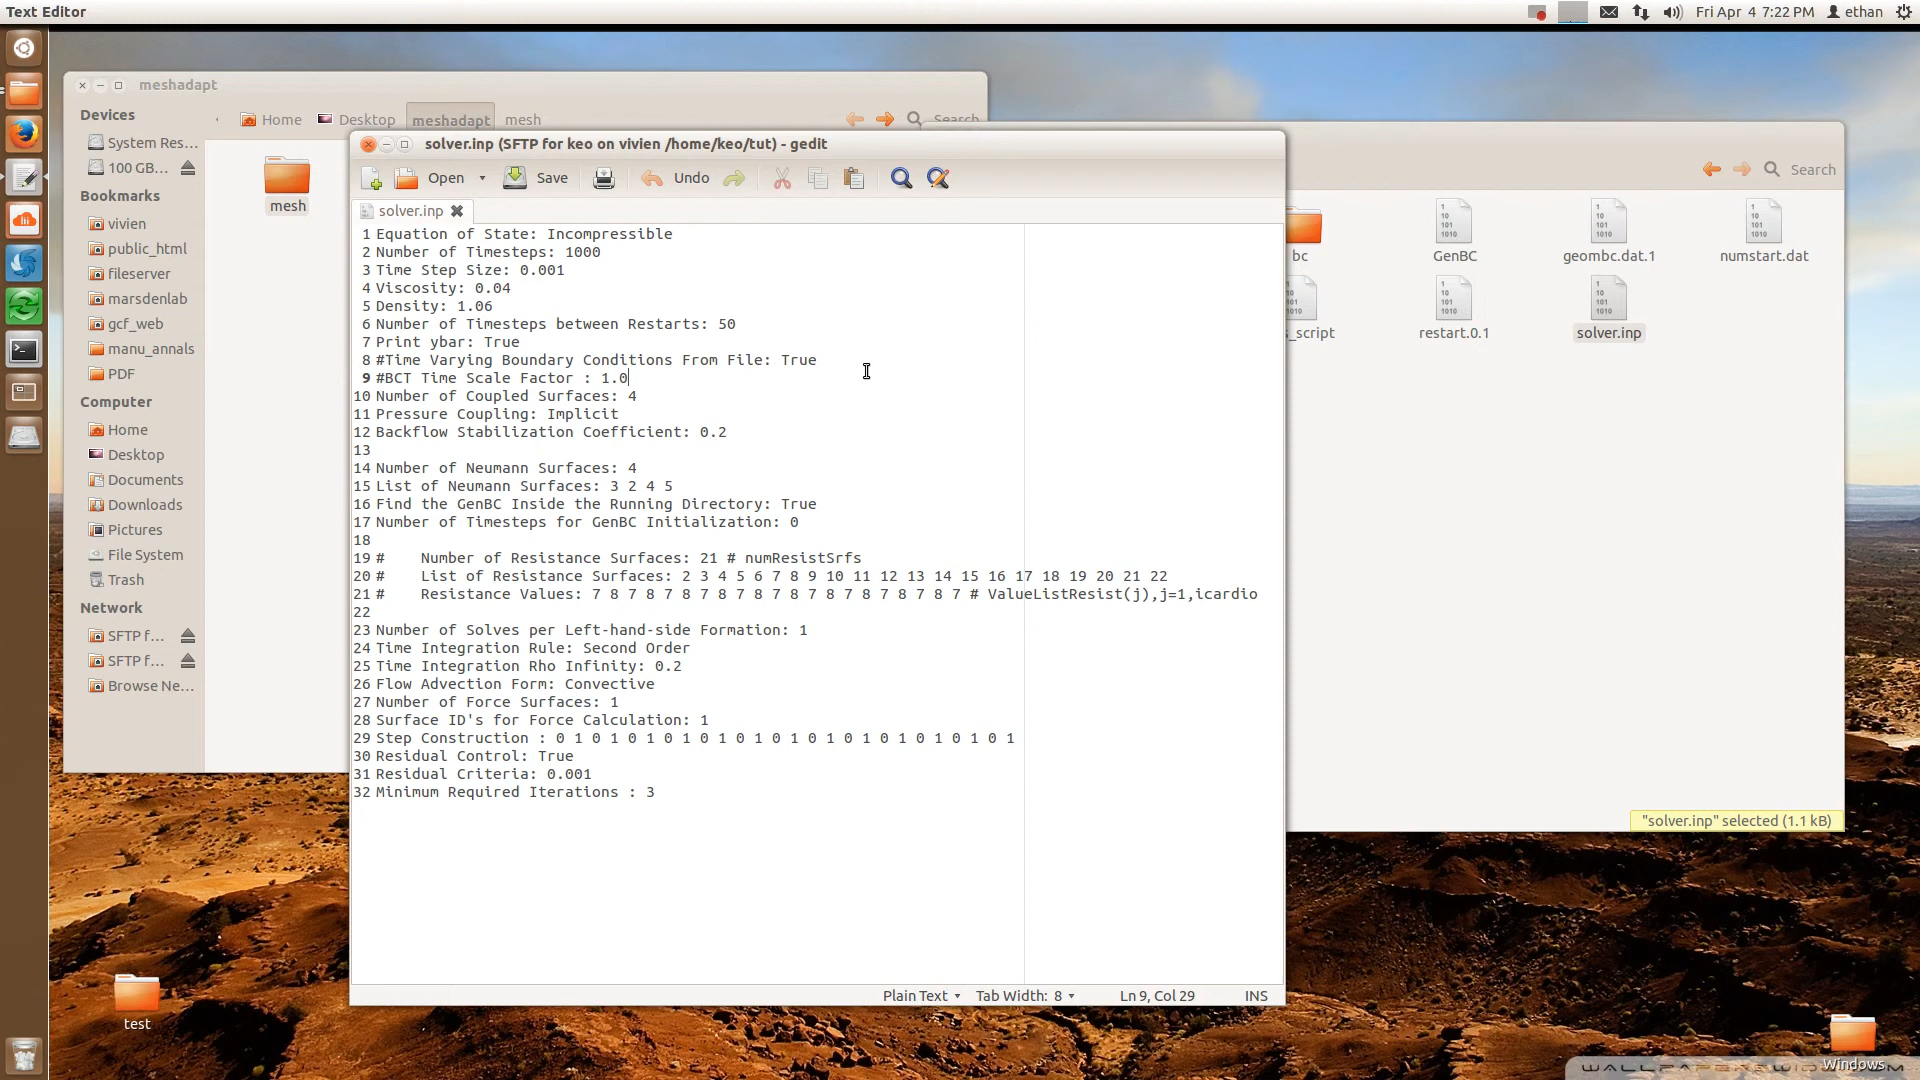 Text Editor
Fri Apr 4 7:22 PM
ethan
meshadapt
Devices
System Res...
100 GB...
Bookmarks
vivien
public_html
fileserver
marsdenlab
gcf_web
manu_annals
PDF
Computer
Home
Desktop
Documents
Downloads
Pictures
File System
Trash
Network
SFTP f...
SFTP f...
Browse Ne...
Home
Desktop
meshadapt
mesh
Search
mesh
solver.inp (SFTP for keo on vivien /home/keo/tut) - gedit
Open
Save
Undo
solver.inp
1 Equation of State: Incompressible
2 Number of Timesteps: 1000
3 Time Step Size: 0.001
4 Viscosity: 0.04
5 Density: 1.06
6 Number of Timesteps between Restarts: 50
7 Print ybar: True
8 #Time Varying Boundary Conditions From File: True
9 #BCT Time Scale Factor : 1.0
10 Number of Coupled Surfaces: 4
11 Pressure Coupling: Implicit
12 Backflow Stabilization Coefficient: 0.2
13
14 Number of Neumann Surfaces: 4
15 List of Neumann Surfaces: 3 2 4 5
16 Find the GenBC Inside the Running Directory: True
17 Number of Timesteps for GenBC Initialization: 0
18
19 #    Number of Resistance Surfaces: 21 # numResistSrfs
20 #    List of Resistance Surfaces: 2 3 4 5 6 7 8 9 10 11 12 13 14 15 16 17 18 19 20 21 22
21 #    Resistance Values: 7 8 7 8 7 8 7 8 7 8 7 8 7 8 7 8 7 8 7 8 7 # ValueListResist(j),j=1,icardio
22
23 Number of Solves per Left-hand-side Formation: 1
24 Time Integration Rule: Second Order
25 Time Integration Rho Infinity: 0.2
26 Flow Advection Form: Convective
27 Number of Force Surfaces: 1
28 Surface ID's for Force Calculation: 1
29 Step Construction : 0 1 0 1 0 1 0 1 0 1 0 1 0 1 0 1 0 1 0 1 0 1 0 1 0 1
30 Residual Control: True
31 Residual Criteria: 0.001
32 Minimum Required Iterations : 3
Plain Text
Tab Width: 8
Ln 9, Col 29
INS
Search
bc
GenBC
geombc.dat.1
numstart.dat
s_script
restart.0.1
solver.inp
"solver.inp" selected (1.1 kB)
test
Windows